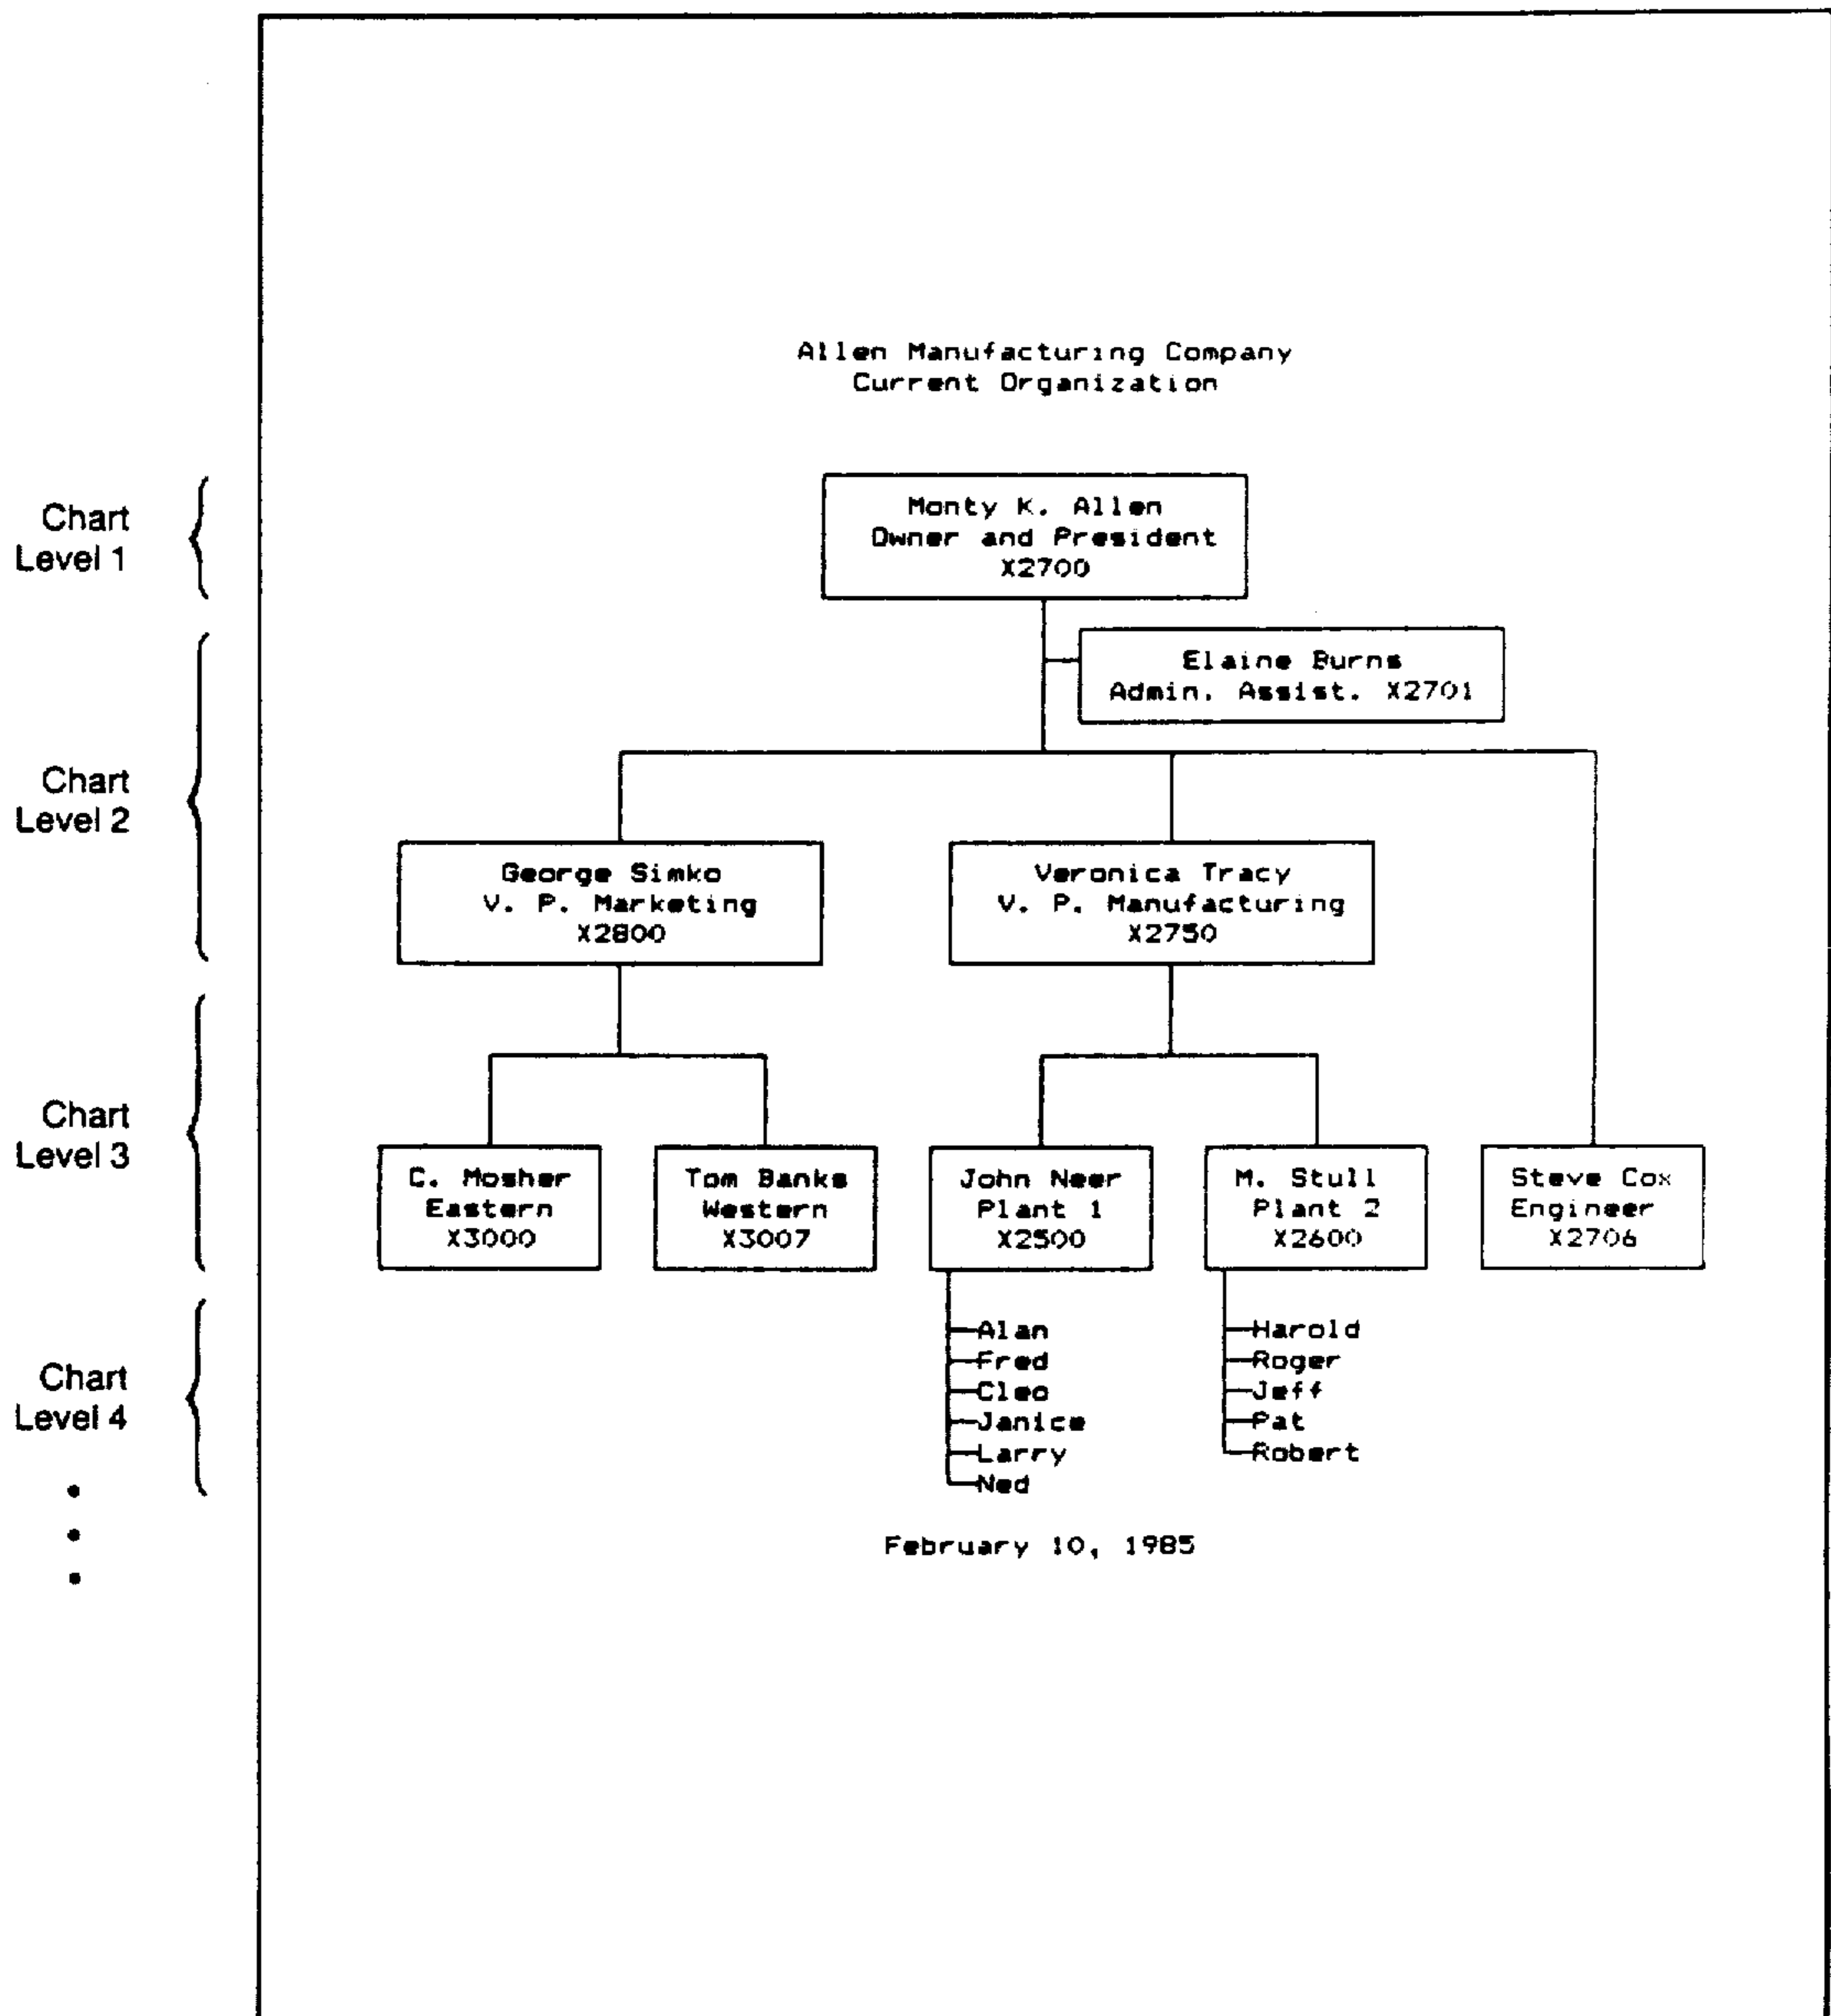 Allen Manufacturing Company
Current Organization
Chart
Level 1
Monty K. Allen
Owner and President
X2700
Elaine Burns
Admin. Assist. X2701
Chart
Level 2
George Simko
V. P. Marketing
X2800
Veronica Tracy
V. P. Manufacturing
X2750
Chart
Level 3
C. Mosher
Eastern
X3000
Tom Banks
Western
X3007
John Neer
Plant 1
X2500
M. Stull
Plant 2
X2600
Steve Cox
Engineer
X2706
Chart
Level 4
Alan
Fred
Cleo
Janice
Larry
Ned
Harold
Roger
Jeff
Pat
Robert
February 10, 1985